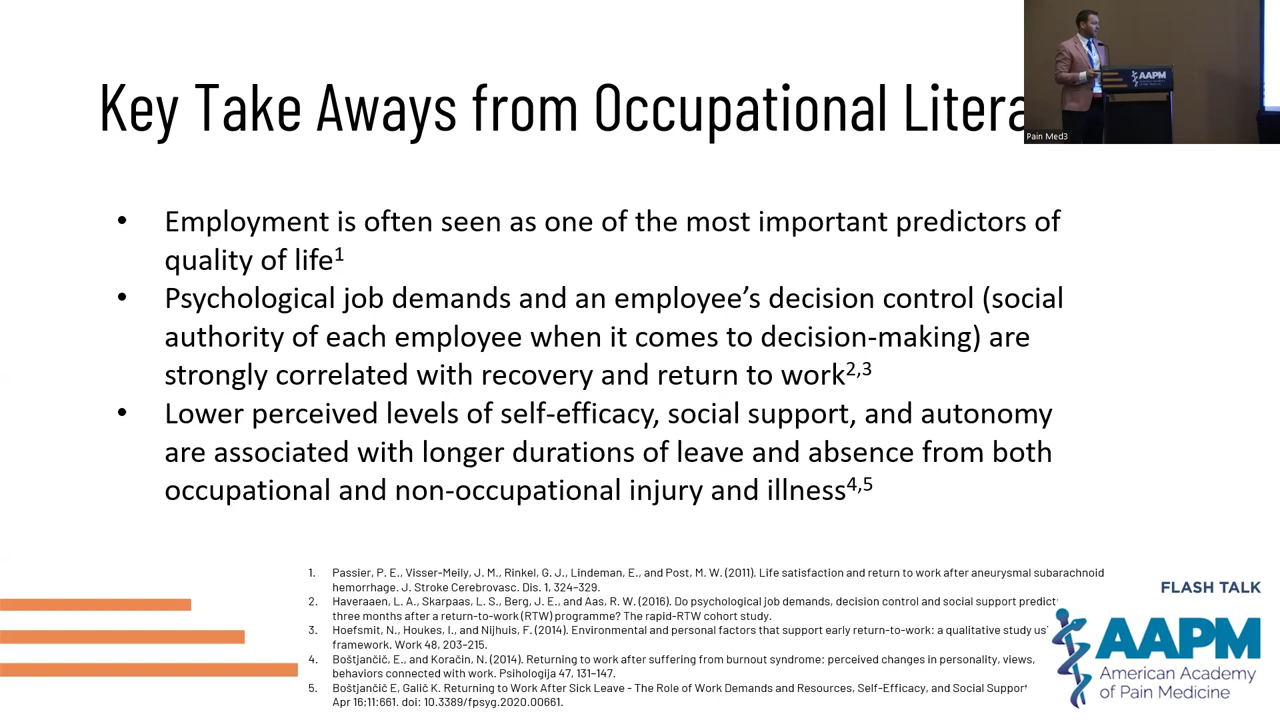 Key Take Aways from Occupational Litera
AAPM
Pain Med3
• Employment is often seen as one of the most important predictors of
quality of life1
• Psychological job demands and an employee’s decision control (social
authority of each employee when it comes to decision-making) are
strongly correlated with recovery and return to work2,3
• Lower perceived levels of self-efficacy, social support, and autonomy
are associated with longer durations of leave and absence from both
occupational and non-occupational injury and illness4,5
1. Passier, P. E., Visser-Meily, J. M., Rinkel, G. J., Lindeman, E., and Post, M. W. (2011). Life satisfaction and return to work after aneurysmal subarachnoid
hemorrhage. J. Stroke Cerebrovasc. Dis. 1, 324–329.
2. Haveraaen, L. A., Skarpaas, L. S., Berg, J. E., and Aas, R. W. (2016). Do psychological job demands, decision control and social support predict
three months after a return-to-work (RTW) programme? The rapid-RTW cohort study.
3. Hoefsmit, N., Houkes, I., and Nijhuis, F. (2014). Environmental and personal factors that support early return-to-work: a qualitative study us
framework. Work 48, 203–215.
4. Boštjančič, E., and Koračin, N. (2014). Returning to work after suffering from burnout syndrome: perceived changes in personality, views,
behaviors connected with work. Psihologija 47, 131–147.
5. Boštjančič E, Galič K. Returning to Work After Sick Leave - The Role of Work Demands and Resources, Self-Efficacy, and Social Suppor
Apr 16;11:661. doi: 10.3389/fpsyg.2020.00661.
FLASH TALK
AAPM
American Academy
of Pain Medicine